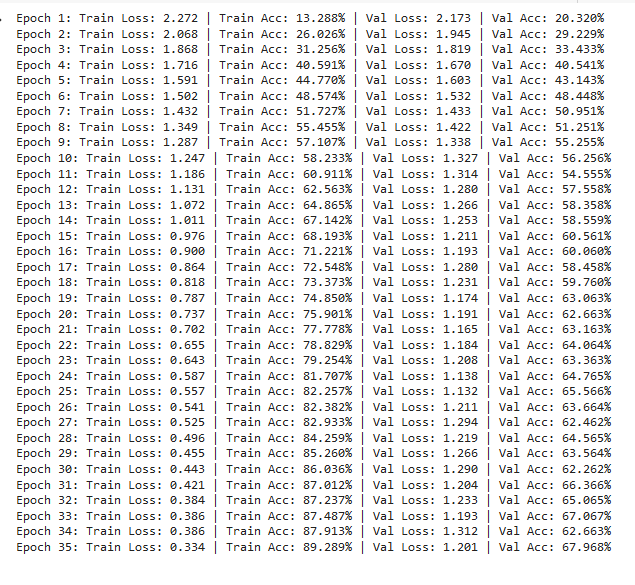 Epoch 1: Train Loss: 2.272 | Train Acc: 13.288% | Val Loss: 2.173 | Val Acc: 20.320%
Epoch 2: Train Loss: 2.068 | Train Acc: 26.026% | Val Loss: 1.945 | Val Acc: 29.229%
Epoch 3: Train Loss: 1.868 | Train Acc: 31.256% | Val Loss: 1.819 | Val Acc: 33.433%
Epoch 4: Train Loss: 1.716 | Train Acc: 40.591% | Val Loss: 1.670 | Val Acc: 40.541%
Epoch 5: Train Loss: 1.591 | Train Acc: 44.770% | Val Loss: 1.603 | Val Acc: 43.143%
Epoch 6: Train Loss: 1.502 | Train Acc: 48.574% | Val Loss: 1.532 | Val Acc: 48.448%
Epoch 7: Train Loss: 1.432 | Train Acc: 51.727% | Val Loss: 1.433 | Val Acc: 50.951%
Epoch 8: Train Loss: 1.349 | Train Acc: 55.455% | Val Loss: 1.422 | Val Acc: 51.251%
Epoch 9: Train Loss: 1.287 | Train Acc: 57.107% | Val Loss: 1.338 | Val Acc: 55.255%
Epoch 10: Train Loss: 1.247 | Train Acc: 58.233% | Val Loss: 1.327 | Val Acc: 56.256%
Epoch 11: Train Loss: 1.186 | Train Acc: 60.911% | Val Loss: 1.314 | Val Acc: 54.555%
Epoch 12: Train Loss: 1.131 | Train Acc: 62.563% | Val Loss: 1.280 | Val Acc: 57.558%
Epoch 13: Train Loss: 1.072 | Train Acc: 64.865% | Val Loss: 1.266 | Val Acc: 58.358%
Epoch 14: Train Loss: 1.011 | Train Acc: 67.142% | Val Loss: 1.253 | Val Acc: 58.559%
Epoch 15: Train Loss: 0.976 | Train Acc: 68.193% | Val Loss: 1.211 | Val Acc: 60.561%
Epoch 16: Train Loss: 0.900 | Train Acc: 71.221% | Val Loss: 1.193 | Val Acc: 60.060%
Epoch 17: Train Loss: 0.864 | Train Acc: 72.548% | Val Loss: 1.280 | Val Acc: 58.458%
Epoch 18: Train Loss: 0.818 | Train Acc: 73.373% | Val Loss: 1.231 | Val Acc: 59.760%
Epoch 19: Train Loss: 0.787 | Train Acc: 74.850% | Val Loss: 1.174 | Val Acc: 63.063%
Epoch 20: Train Loss: 0.737 | Train Acc: 75.901% | Val Loss: 1.191 | Val Acc: 62.663%
Epoch 21: Train Loss: 0.702 | Train Acc: 77.778% | Val Loss: 1.165 | Val Acc: 63.163%
Epoch 22: Train Loss: 0.655 | Train Acc: 78.829% | Val Loss: 1.184 | Val Acc: 64.064%
Epoch 23: Train Loss: 0.643 | Train Acc: 79.254% | Val Loss: 1.208 | Val Acc: 63.363%
Epoch 24: Train Loss: 0.587 | Train Acc: 81.707% | Val Loss: 1.138 | Val Acc: 64.765%
Epoch 25: Train Loss: 0.557 | Train Acc: 82.257% | Val Loss: 1.132 | Val Acc: 65.566%
Epoch 26: Train Loss: 0.541 | Train Acc: 82.382% | Val Loss: 1.211 | Val Acc: 63.664%
Epoch 27: Train Loss: 0.525 | Train Acc: 82.933% | Val Loss: 1.294 | Val Acc: 62.462%
Epoch 28: Train Loss: 0.496 | Train Acc: 84.259% | Val Loss: 1.219 | Val Acc: 64.565%
Epoch 29: Train Loss: 0.455 | Train Acc: 85.260% | Val Loss: 1.266 | Val Acc: 63.564%
Epoch 30: Train Loss: 0.443 | Train Acc: 86.036% | Val Loss: 1.290 | Val Acc: 62.262%
Epoch 31: Train Loss: 0.421 | Train Acc: 87.012% | Val Loss: 1.204 | Val Acc: 66.366%
Epoch 32: Train Loss: 0.384 | Train Acc: 87.237% | Val Loss: 1.233 | Val Acc: 65.065%
Epoch 33: Train Loss: 0.386 | Train Acc: 87.487% | Val Loss: 1.193 | Val Acc: 67.067%
Epoch 34: Train Loss: 0.386 | Train Acc: 87.913% | Val Loss: 1.312 | Val Acc: 62.663%
Epoch 35: Train Loss: 0.334 | Train Acc: 89.289% | Val Loss: 1.201 | Val Acc: 67.968%